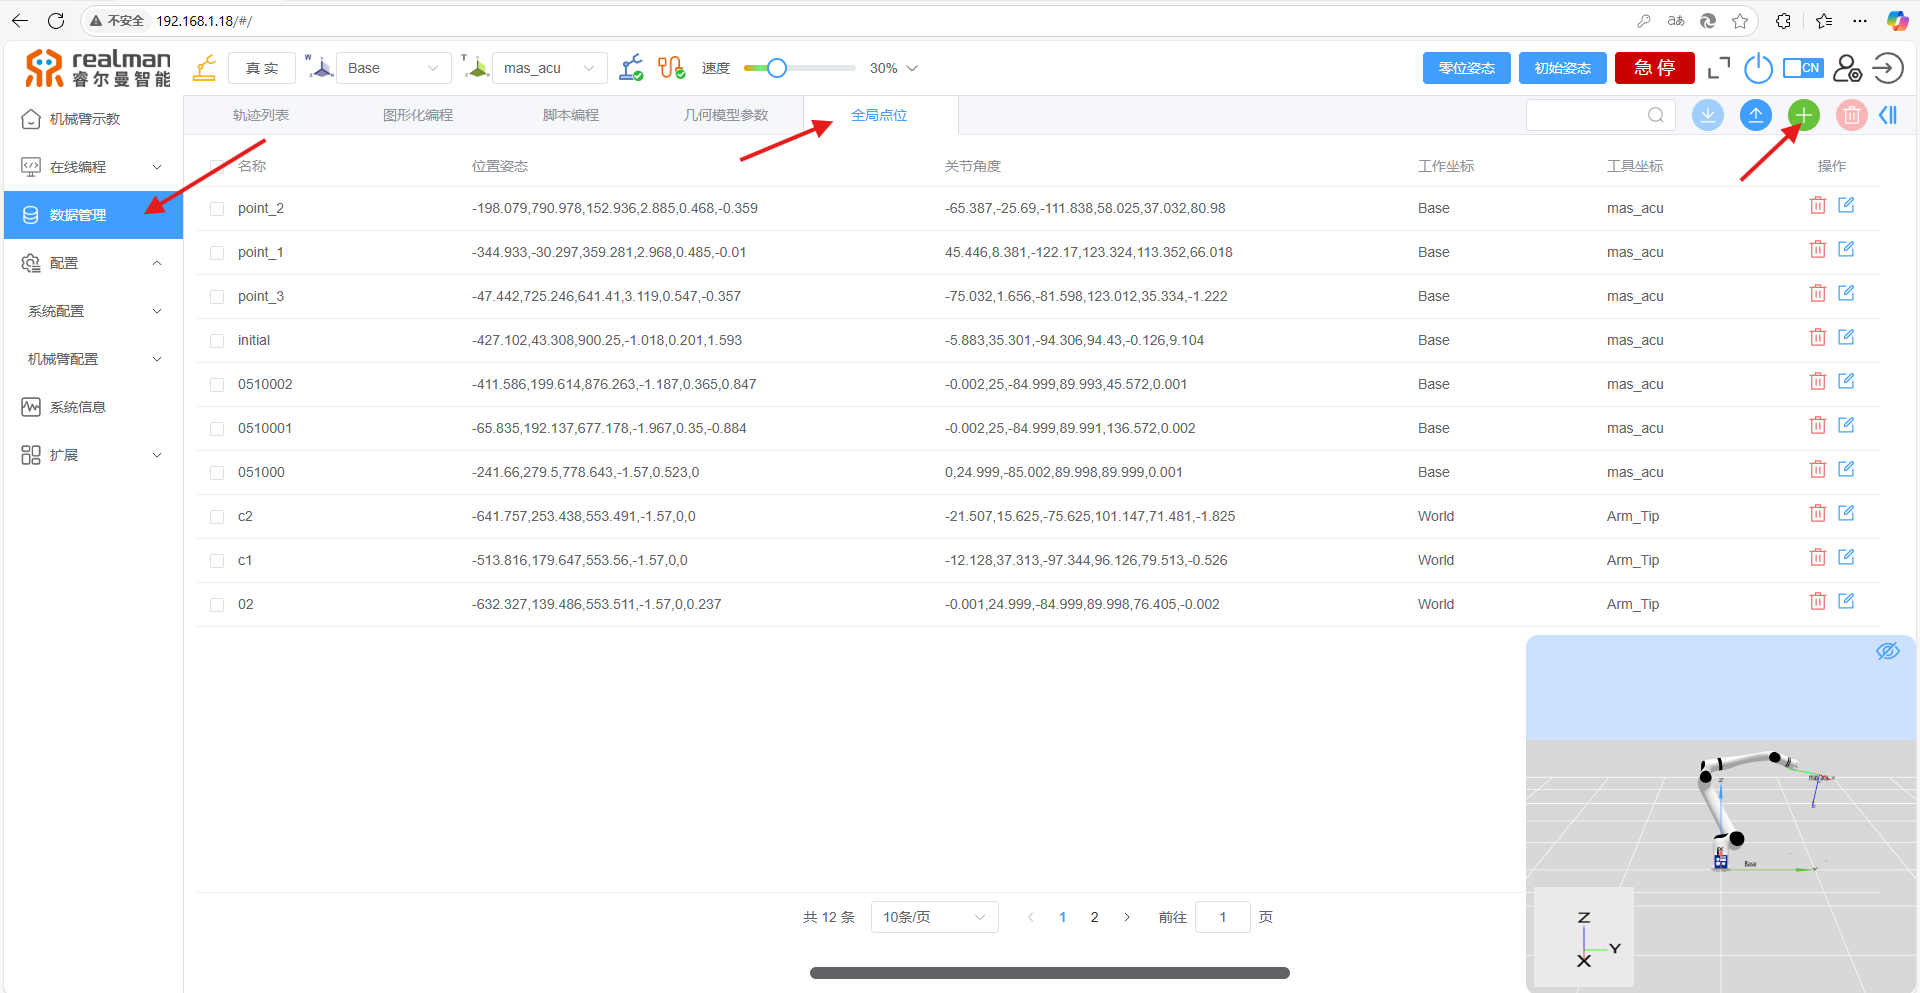 不安全 192.168.1.18/#/
realman
睿尔曼智能
真 实
W
Base
T
mas_acu
速度
30%
零位姿态
初始姿态
急 停
CN
机械臂示教
在线编程
数据管理
配置
系统配置
机械臂配置
系统信息
扩展
轨迹列表 图形化编程 脚本编程 几何模型参数 全局点位
名称 位置姿态 关节角度 工作坐标 工具坐标 操作
point_2 -198.079,790.978,152.936,2.885,0.468,-0.359 -65.387,-25.69,-111.838,58.025,37.032,80.98 Base mas_acu
point_1 -344.933,-30.297,359.281,2.968,0.485,-0.01 45.446,8.381,-122.17,123.324,113.352,66.018 Base mas_acu
point_3 -47.442,725.246,641.41,3.119,0.547,-0.357 -75.032,1.656,-81.598,123.012,35.334,-1.222 Base mas_acu
initial -427.102,43.308,900.25,-1.018,0.201,1.593 -5.883,35.301,-94.306,94.43,-0.126,9.104 Base mas_acu
0510002 -411.586,199.614,876.263,-1.187,0.365,0.847 -0.002,25,-84.999,89.993,45.572,0.001 Base mas_acu
0510001 -65.835,192.137,677.178,-1.967,0.35,-0.884 -0.002,25,-84.999,89.991,136.572,0.002 Base mas_acu
051000 -241.66,279.5,778.643,-1.57,0.523,0 0,24.999,-85.002,89.998,89.999,0.001 Base mas_acu
c2 -641.757,253.438,553.491,-1.57,0,0 -21.507,15.625,-75.625,101.147,71.481,-1.825 World Arm_Tip
c1 -513.816,179.647,553.56,-1.57,0,0 -12.128,37.313,-97.344,96.126,79.513,-0.526 World Arm_Tip
02 -632.327,139.486,553.511,-1.57,0,0.237 -0.001,24.999,-84.999,89.998,76.405,-0.002 World Arm_Tip
共 12 条 10条/页 1 2 前往 1 页
mas_acu
Z
Base
Z
Y
X